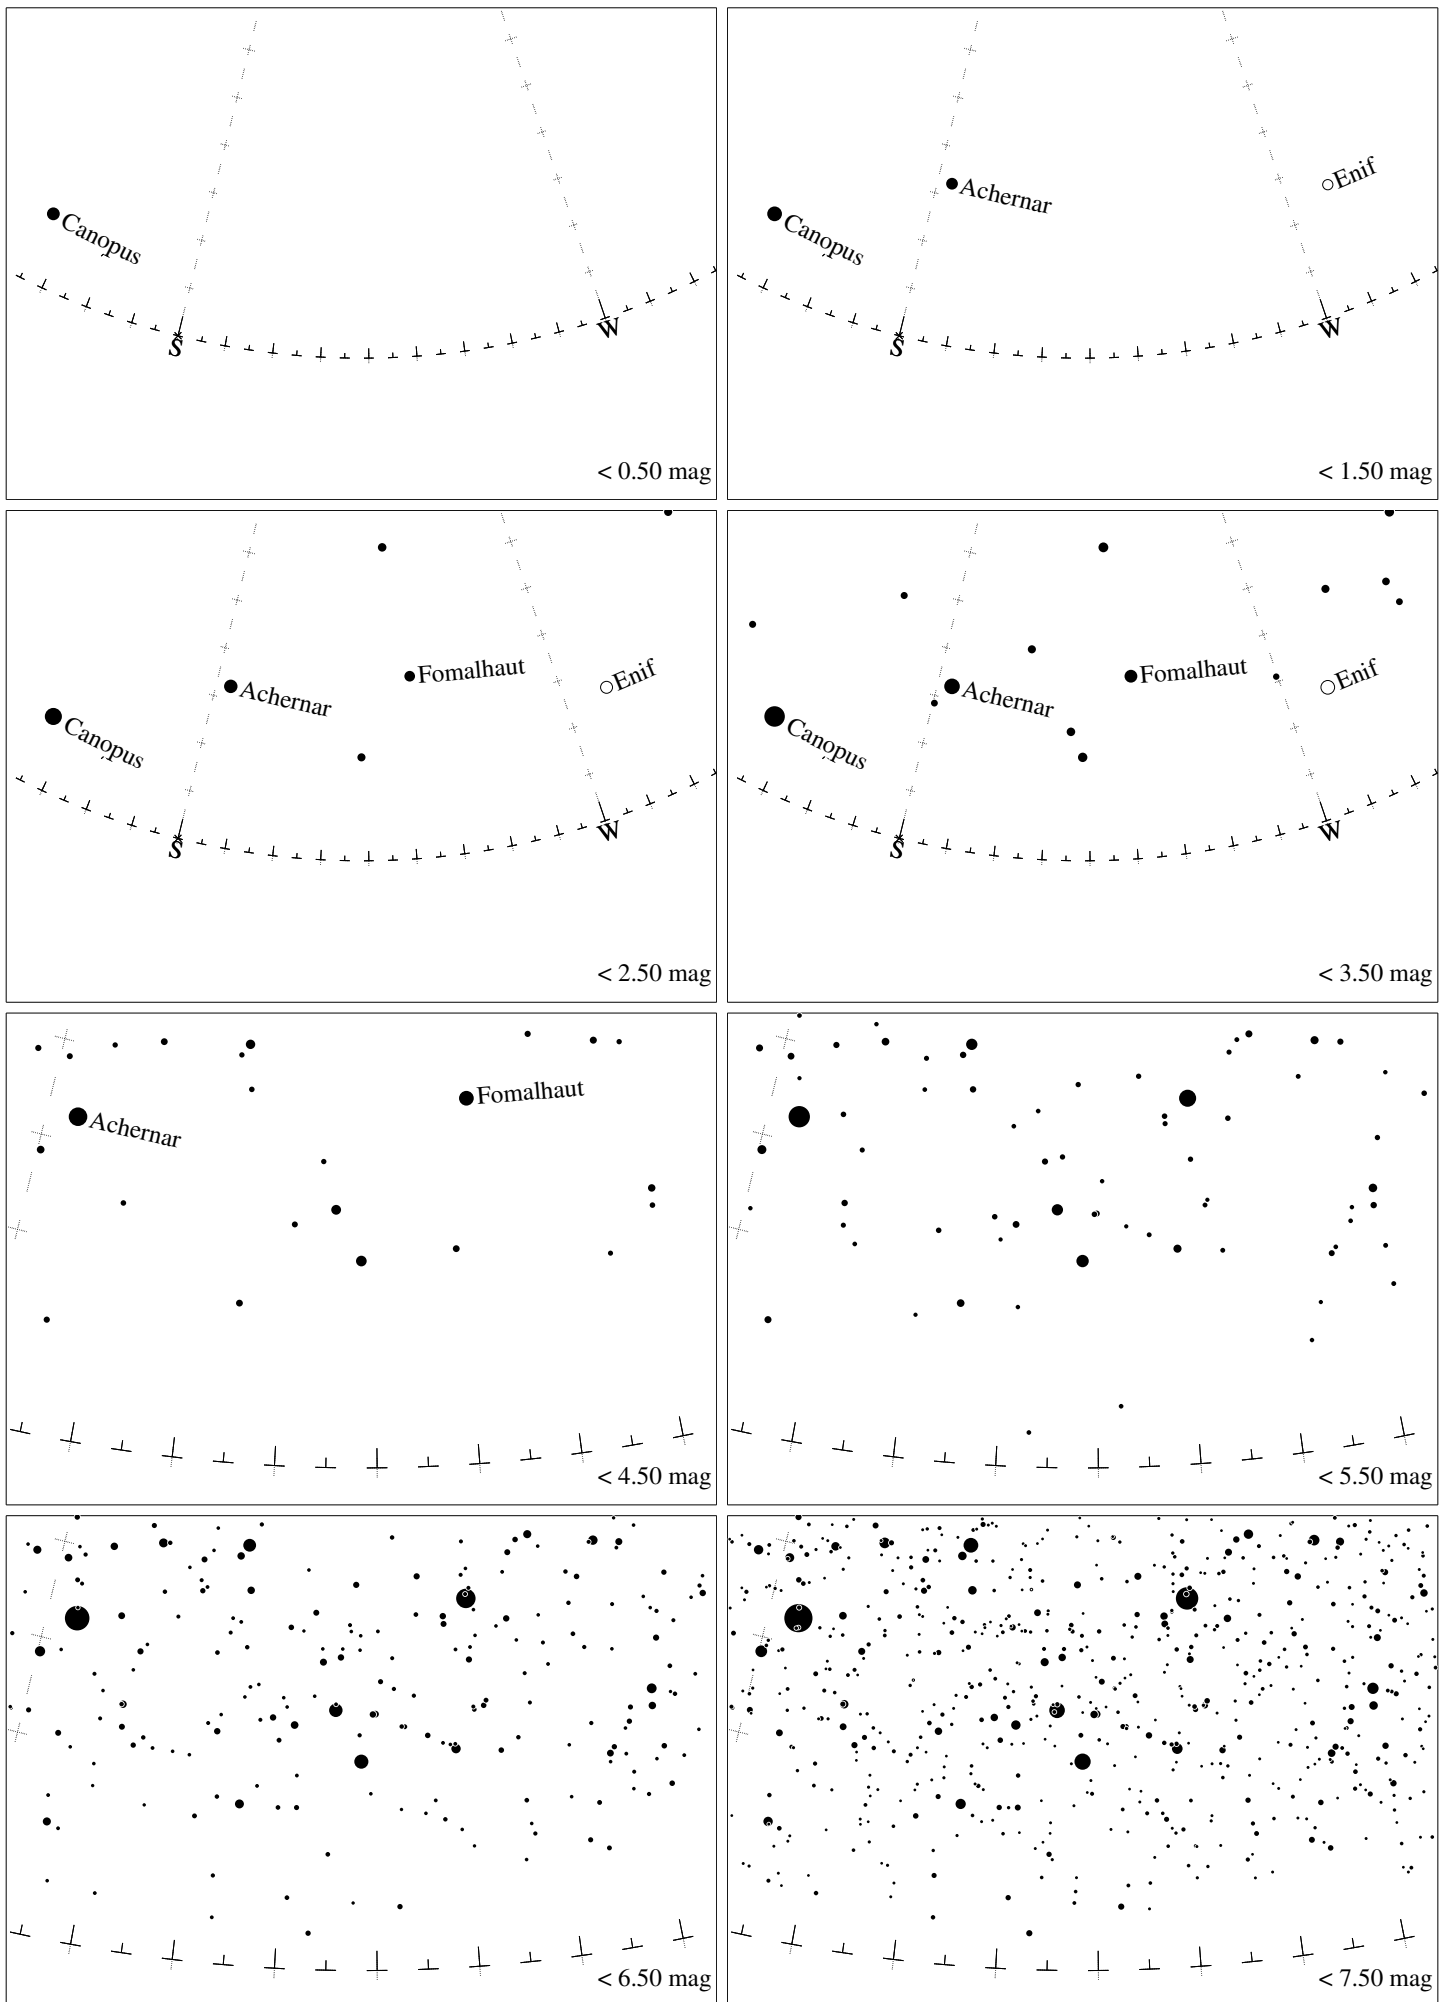 Canopus
S
W
< 0.50 mag
Achernar
Enif
Canopus
S
W
< 1.50 mag
Fomalhaut
Enif
Achernar
Canopus
S
W
< 2.50 mag
Fomalhaut
Enif
Achernar
Canopus
S
W
< 3.50 mag
Fomalhaut
Achernar
< 4.50 mag
< 5.50 mag
< 6.50 mag
< 7.50 mag